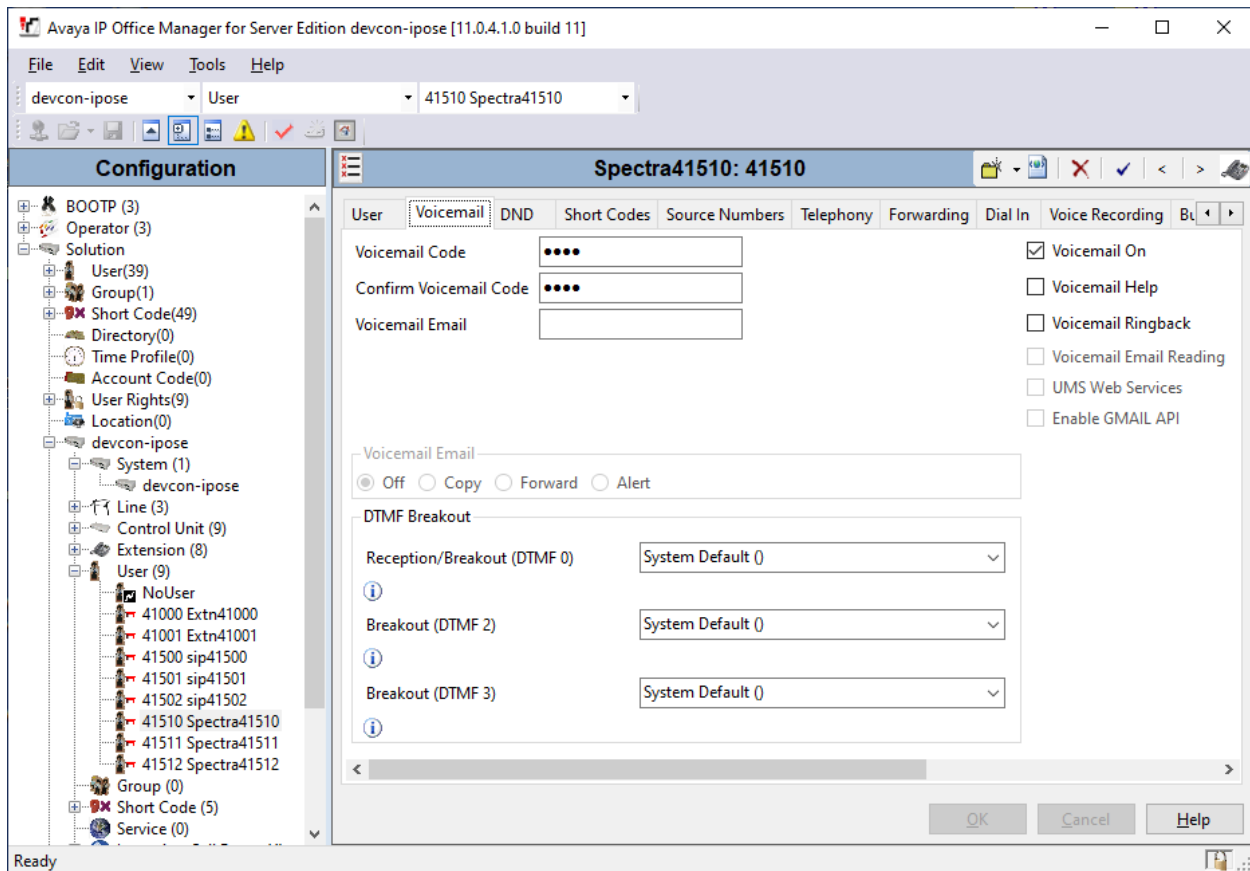 Avaya IP Office Manager for Server Edition devcon-ipose [11.0.4.1.0 build 11]
File Edit View Tools Help
devcon-ipose User 41510 Spectra41510
Configuration
BOOTP (3)
Operator (3)
Solution
User(39)
Group(1)
Short Code(49)
Directory(0)
Time Profile(0)
Account Code(0)
User Rights(9)
Location(0)
devcon-ipose
System (1)
devcon-ipose
Line (3)
Control Unit (9)
Extension (8)
User (9)
NoUser
41000 Extn41000
41001 Extn41001
41500 sip41500
41501 sip41501
41502 sip41502
41510 Spectra41510
41511 Spectra41511
41512 Spectra41512
Group (0)
Short Code (5)
Service (0)
Spectra41510: 41510
User Voicemail DND Short Codes Source Numbers Telephony Forwarding Dial In Voice Recording
Voicemail Code
Confirm Voicemail Code
Voicemail Email
Voicemail On
Voicemail Help
Voicemail Ringback
Voicemail Email Reading
UMS Web Services
Enable GMAIL API
Voicemail Email
Off Copy Forward Alert
DTMF Breakout
Reception/Breakout (DTMF 0) System Default ()
Breakout (DTMF 2) System Default ()
Breakout (DTMF 3) System Default ()
OK Cancel Help
Ready